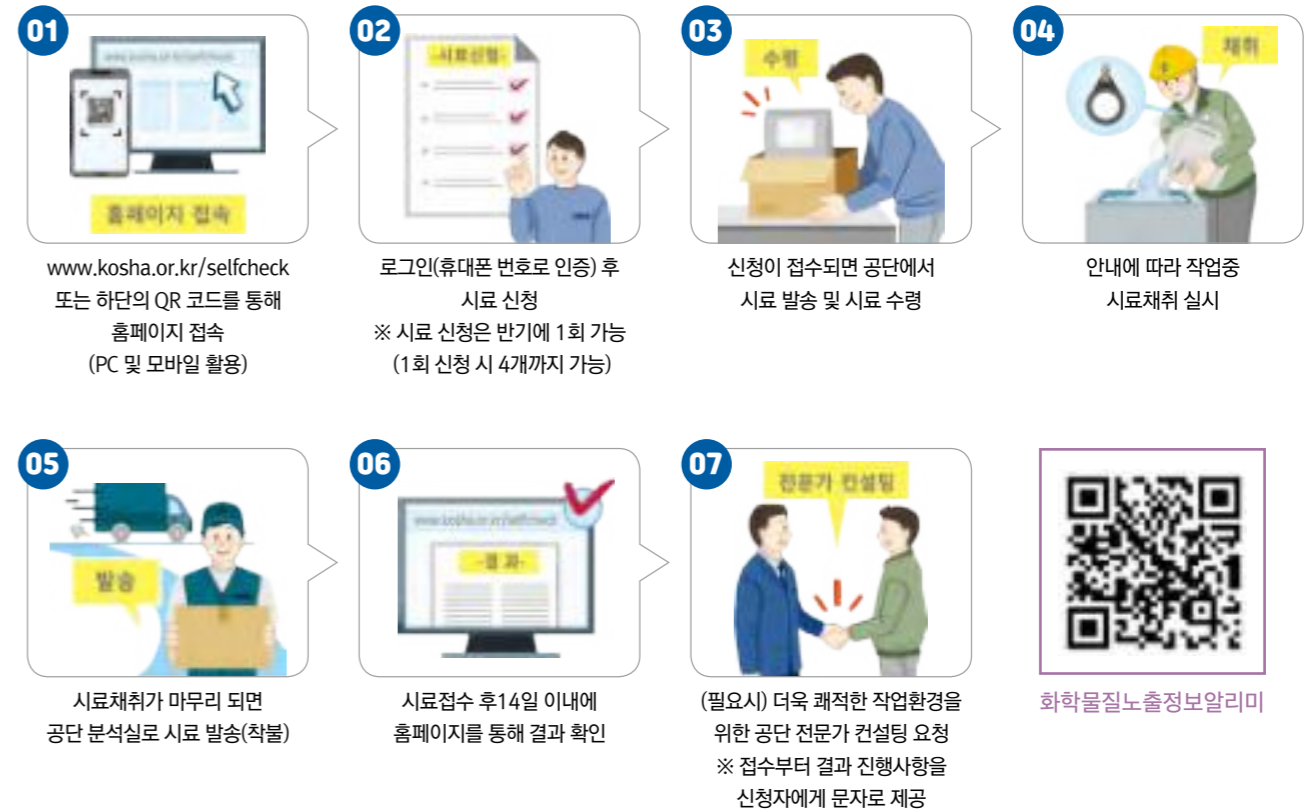 01
www.kosha.or.kr/selfcheck
홈페이지 접속
www.kosha.or.kr/selfcheck
또는 하단의 QR 코드를 통해
홈페이지 접속
(PC 및 모바일 활용)
02
-시료신청-
로그인(휴대폰 번호로 인증) 후
시료 신청
※ 시료 신청은 반기에 1회 가능
(1회 신청 시 4개까지 가능)
03
수령
신청이 접수되면 공단에서
시료 발송 및 시료 수령
04
채취
안내에 따라 작업중
시료채취 실시
05
발송
시료채취가 마무리 되면
공단 분석실로 시료 발송(착불)
06
www.kosha.or.kr/selfcheck
-결 과-
시료접수 후14일 이내에
홈페이지를 통해 결과 확인
07
전문가 컨설팅
(필요시) 더욱 쾌적한 작업환경을
위한 공단 전문가 컨설팅 요청
※ 접수부터 결과 진행사항을
신청자에게 문자로 제공
화학물질노출정보알리미